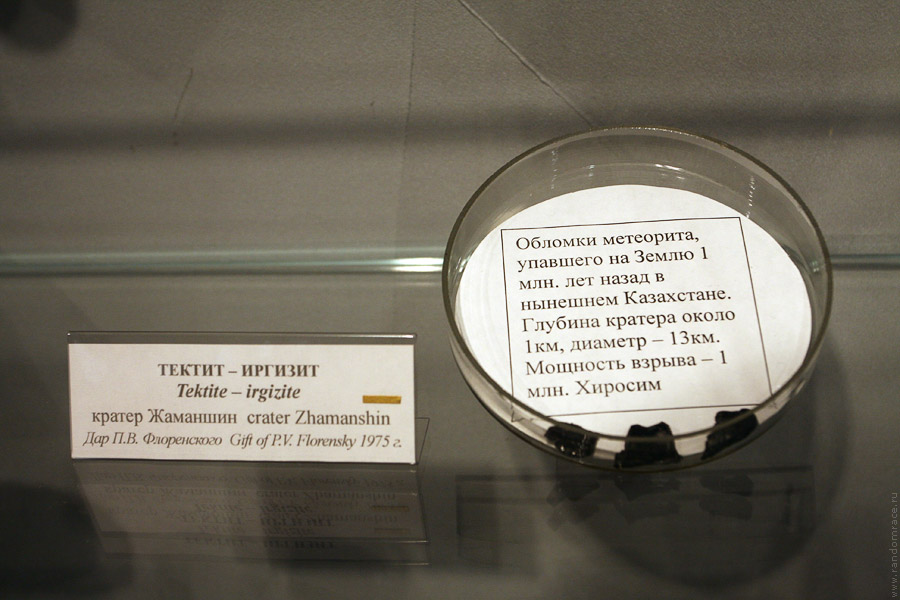 ТЕКТИТ – ИРГИЗИТ
Tektite – irgizite
кратер Жаманшин crater Zhamanshin
Дар П.В. Флоренского Gift of P.V. Florensky 1975 г.
Обломки метеорита,
упавшего на Землю 1
млн. лет назад в
нынешнем Казахстане.
Глубина кратера около
1км, диаметр – 13км.
Мощность взрыва – 1
млн. Хиросим
www.randomrace.ru